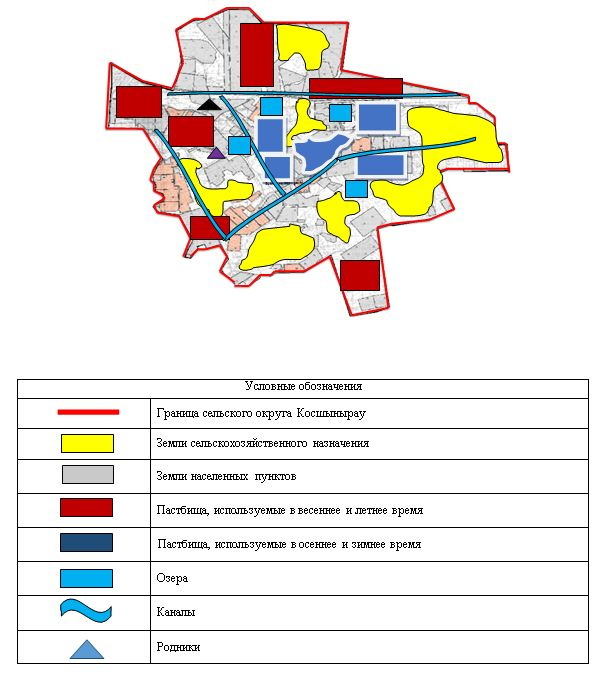 Условные обозначения
Граница сельского округа Косшынырау
Земли сельскохозяйственного назначения
Земли населенных пунктов
Пастбища, используемые в весеннее и летнее время
Пастбища, используемые в осеннее и зимнее время
Озера
Каналы
Родники